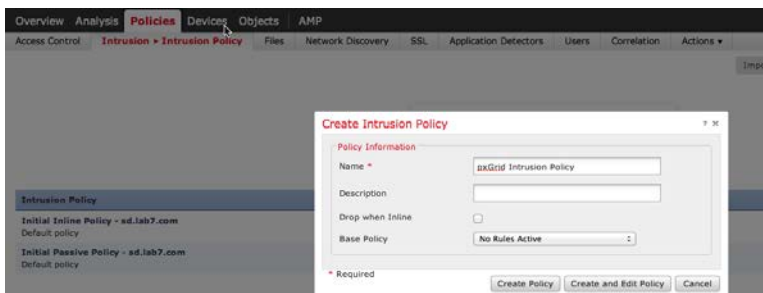 Overview Analysis Policies Devices Objects AMP
Access Control Intrusion ▸ Intrusion Policy Files Network Discovery SSL Application Detectors Users Correlation Actions ▾
Create Intrusion Policy ? ×
Policy Information
Name * pxGrid Intrusion Policy
Description
Drop when Inline
Base Policy No Rules Active
* Required
Create Policy Create and Edit Policy Cancel
Intrusion Policy
Initial Inline Policy - sd.lab7.com
Default policy
Initial Passive Policy - sd.lab7.com
Default policy